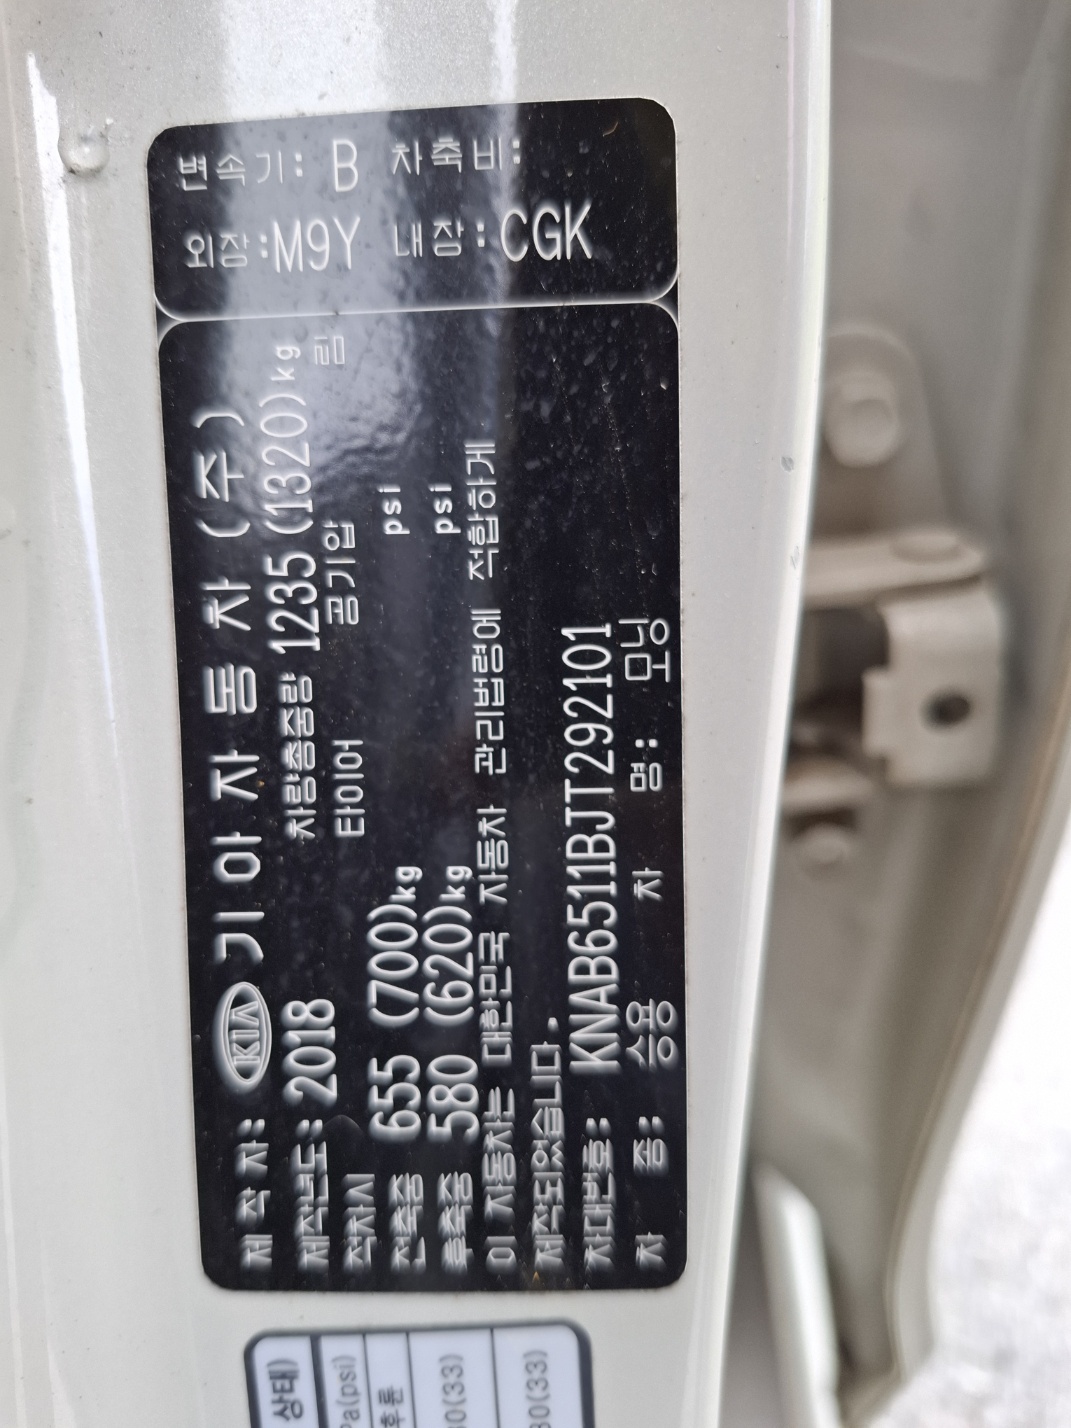 변속기: B 차축비:
외장:M9Y 내장:CGK
제 작 자: KIA 기아자동차(주)
제작년도: 2018 차량총중량 1235(1320)kg
적차시 타이어 공기압 림
전축중 655 (700)kg psi
후축중 580 (620)kg psi
이 자동차는 대한민국 자동차 관리법령에 적합하게
제작되었습니다.
차대번호: KNAB6511BJT292101
차 종: 승용 차 명: 모닝
상태)
Pa(psi)
후륜
30(33)
30(33)